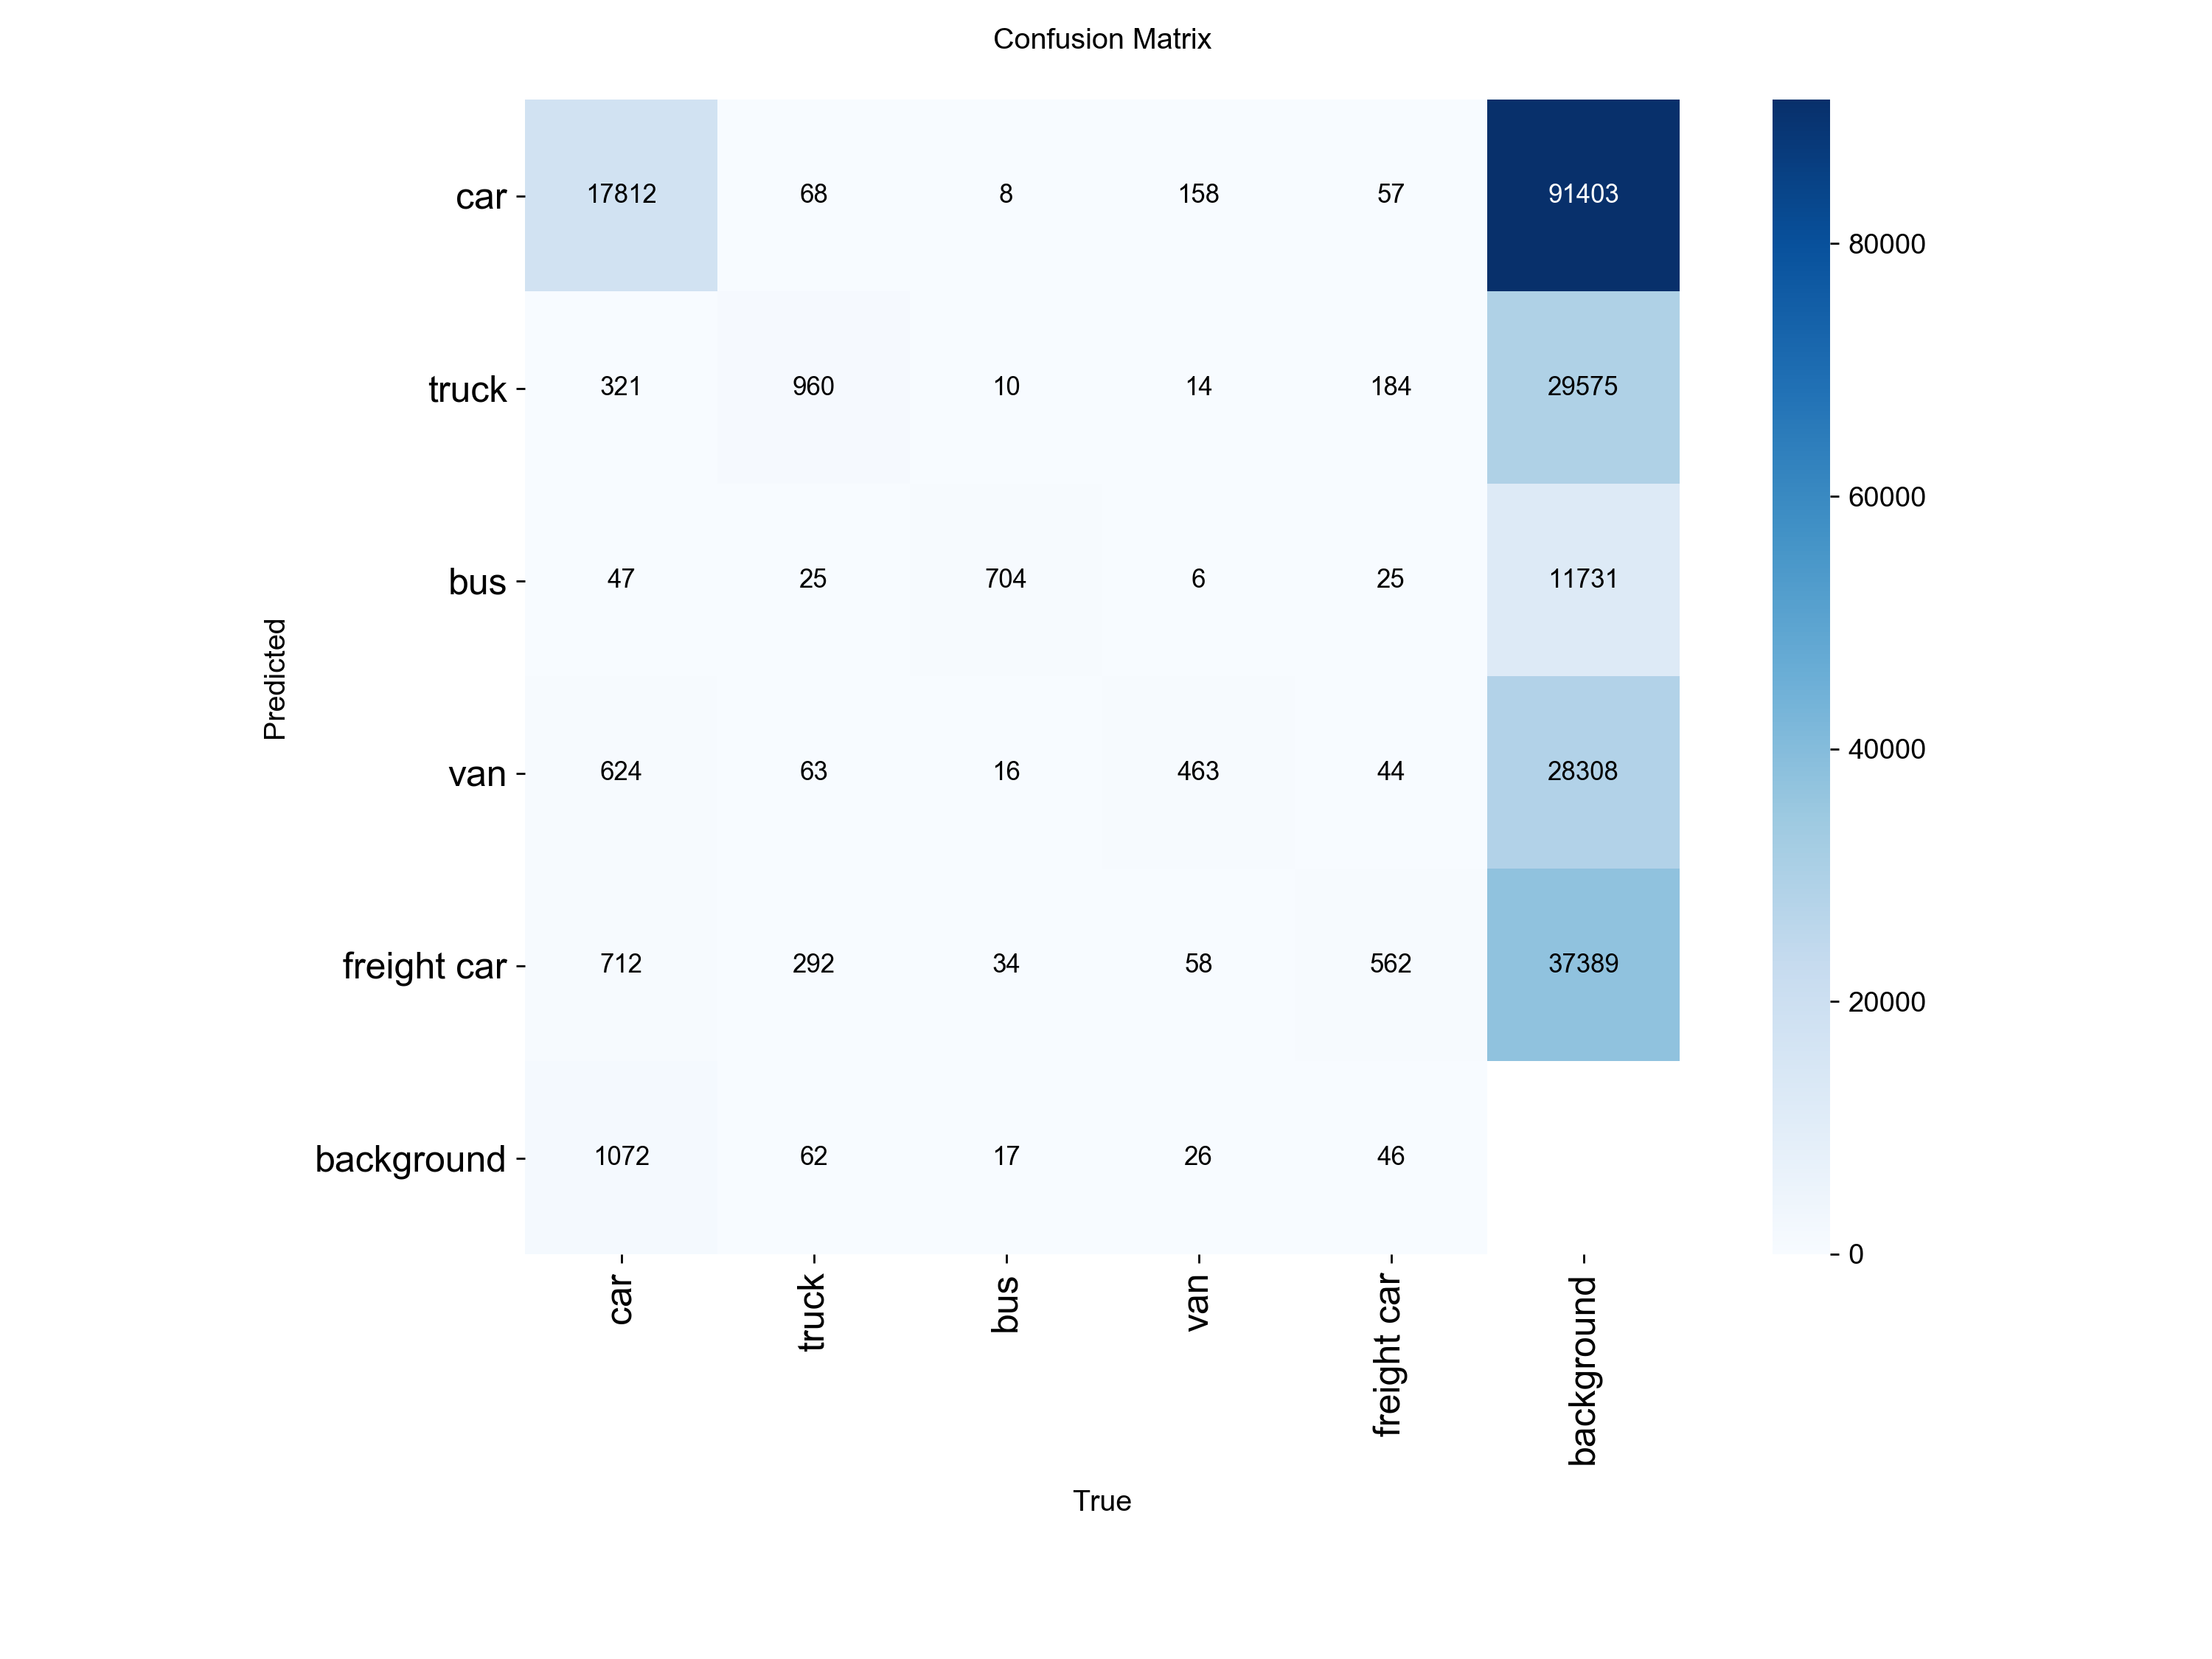 Confusion Matrix
car 17812 68 8 158 57 91403
truck 321 960 10 14 184 29575
bus 47 25 704 6 25 11731
van 624 63 16 463 44 28308
freight car 712 292 34 58 562 37389
background 1072 62 17 26 46
car truck bus van freight car background
Predicted
True
80000
60000
40000
20000
0